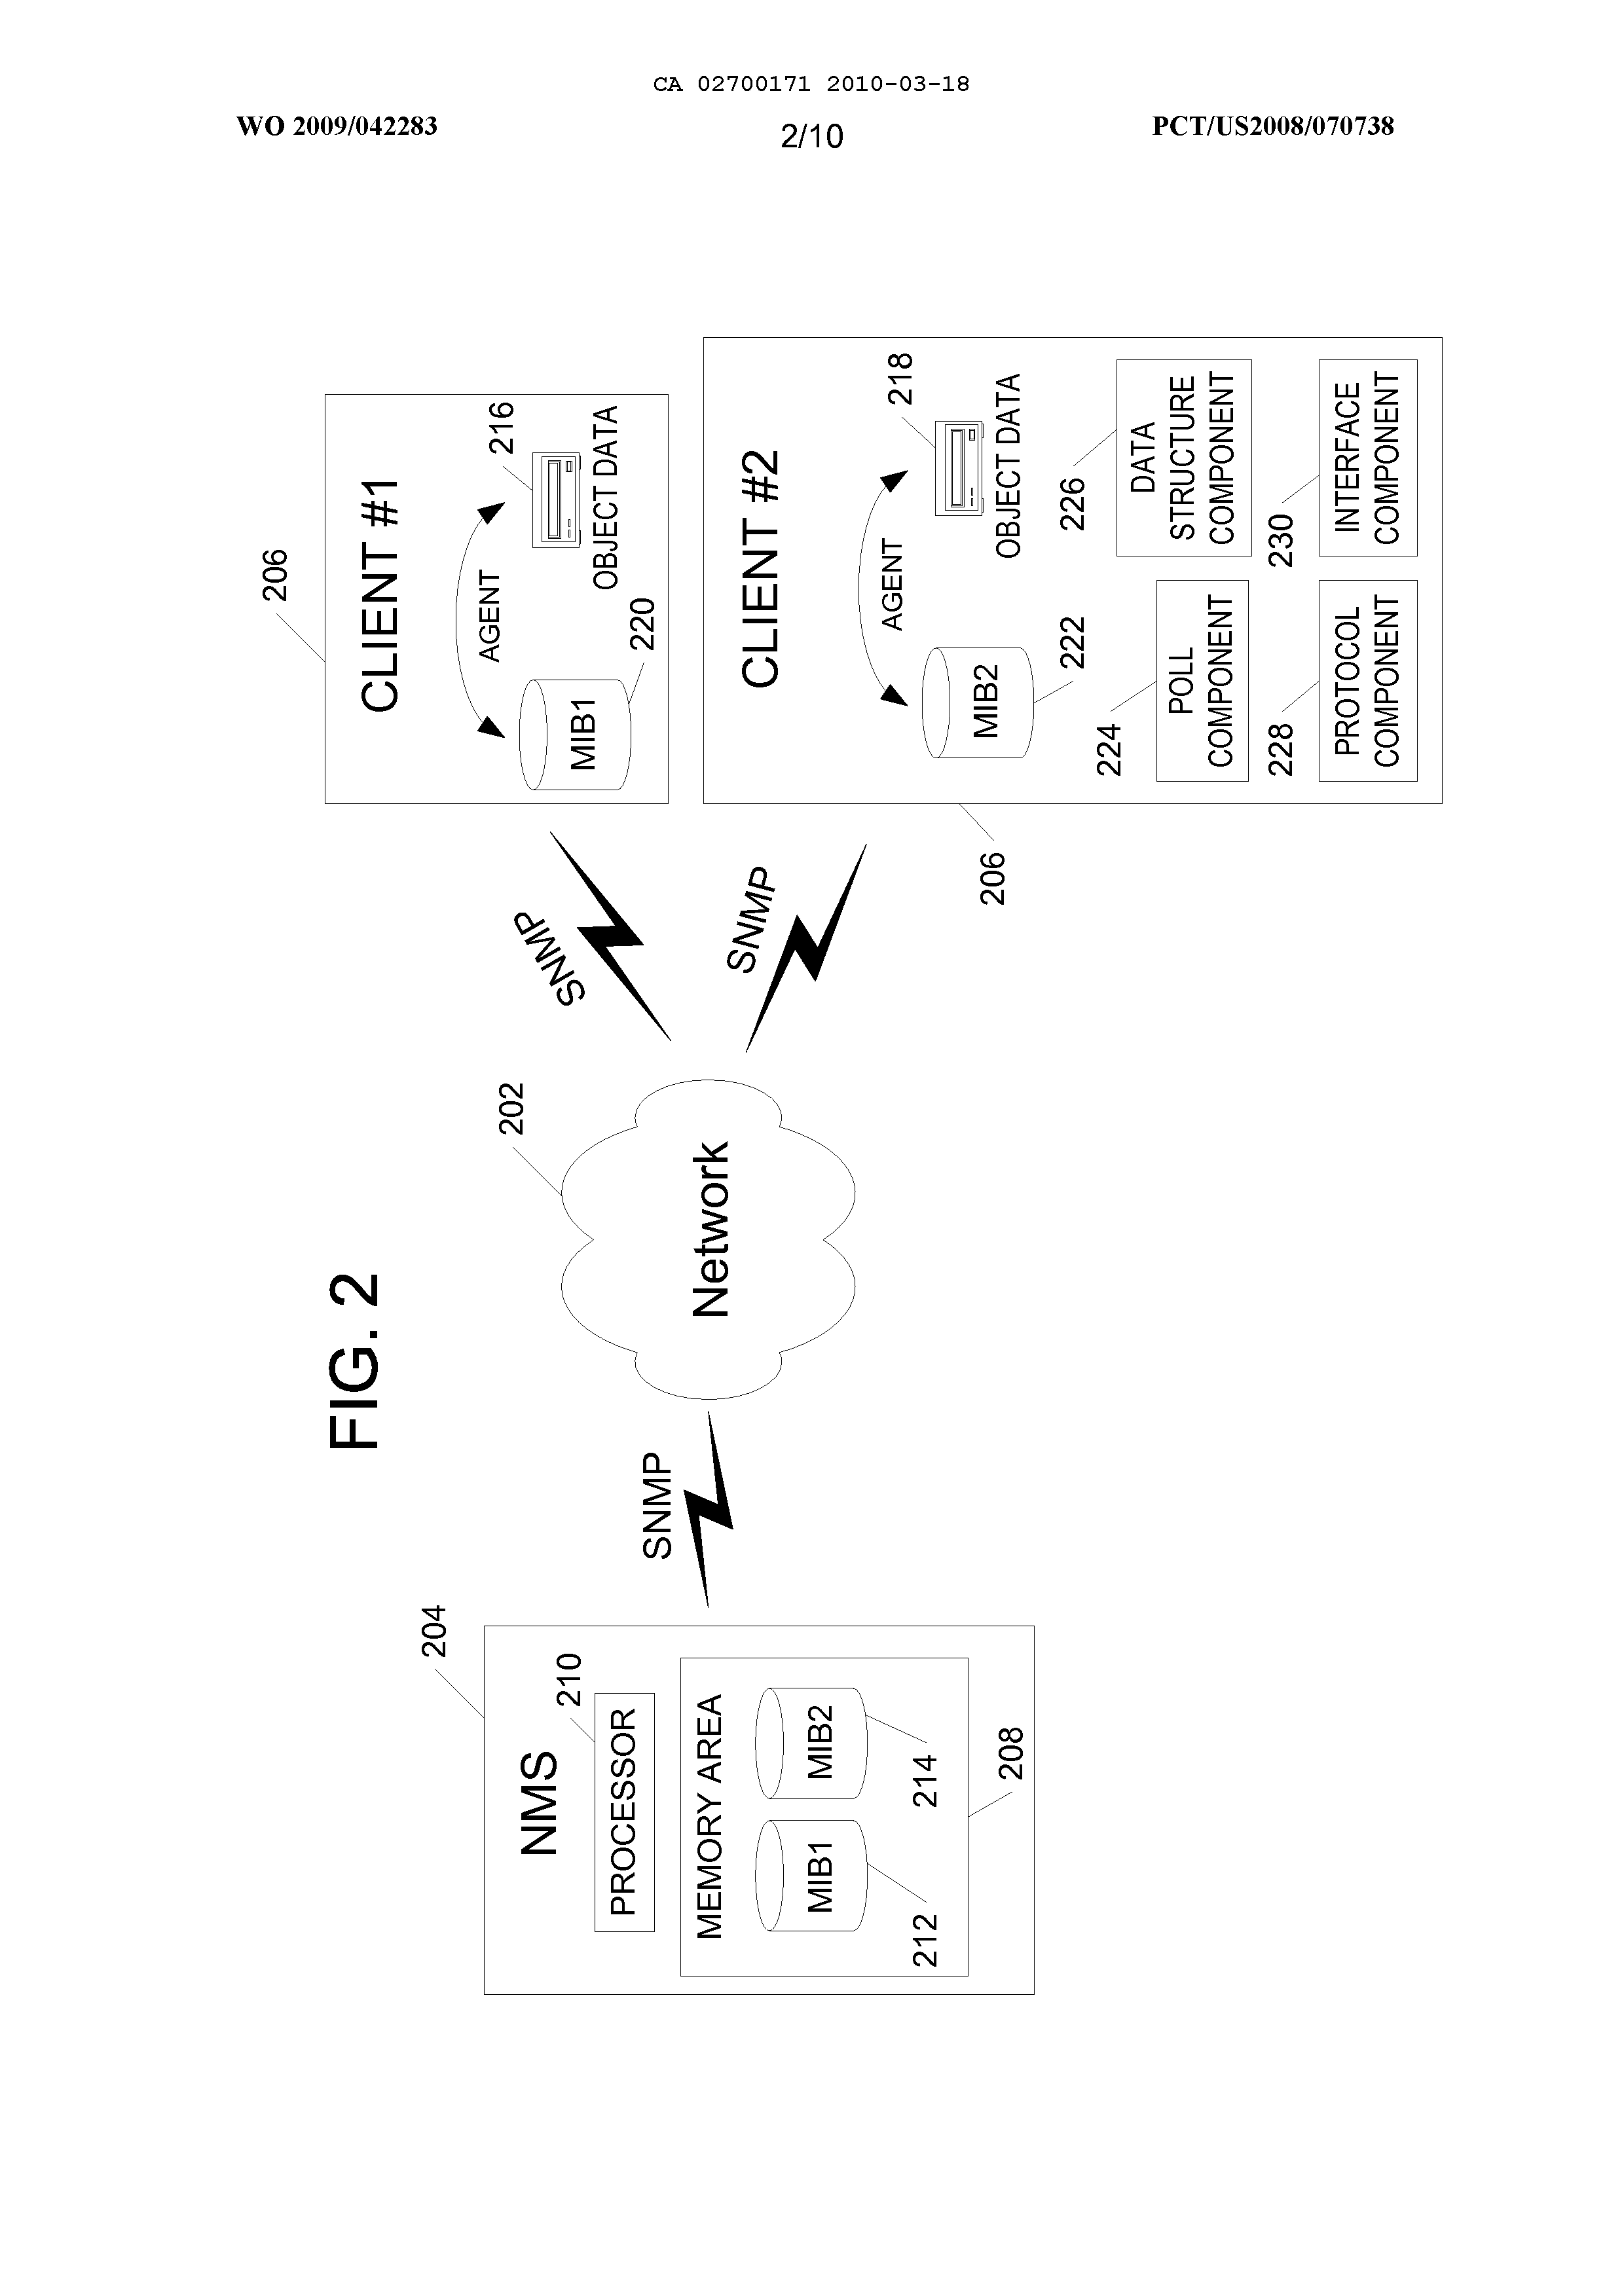 CA 02700171 2010-03-18
WO 2009/042283
2/10
PCT/US2008/070738
FIG. 2
204
NMS
210
PROCESSOR
MEMORY AREA
MIB1
MIB2
212
214
208
SNMP
202
Network
SNMP
SNMP
206
CLIENT #1
AGENT
216
MIB1
OBJECT DATA
220
206
CLIENT #2
AGENT
218
MIB2
OBJECT DATA
222
224
POLL
COMPONENT
226
DATA
STRUCTURE
COMPONENT
228
PROTOCOL
COMPONENT
230
INTERFACE
COMPONENT